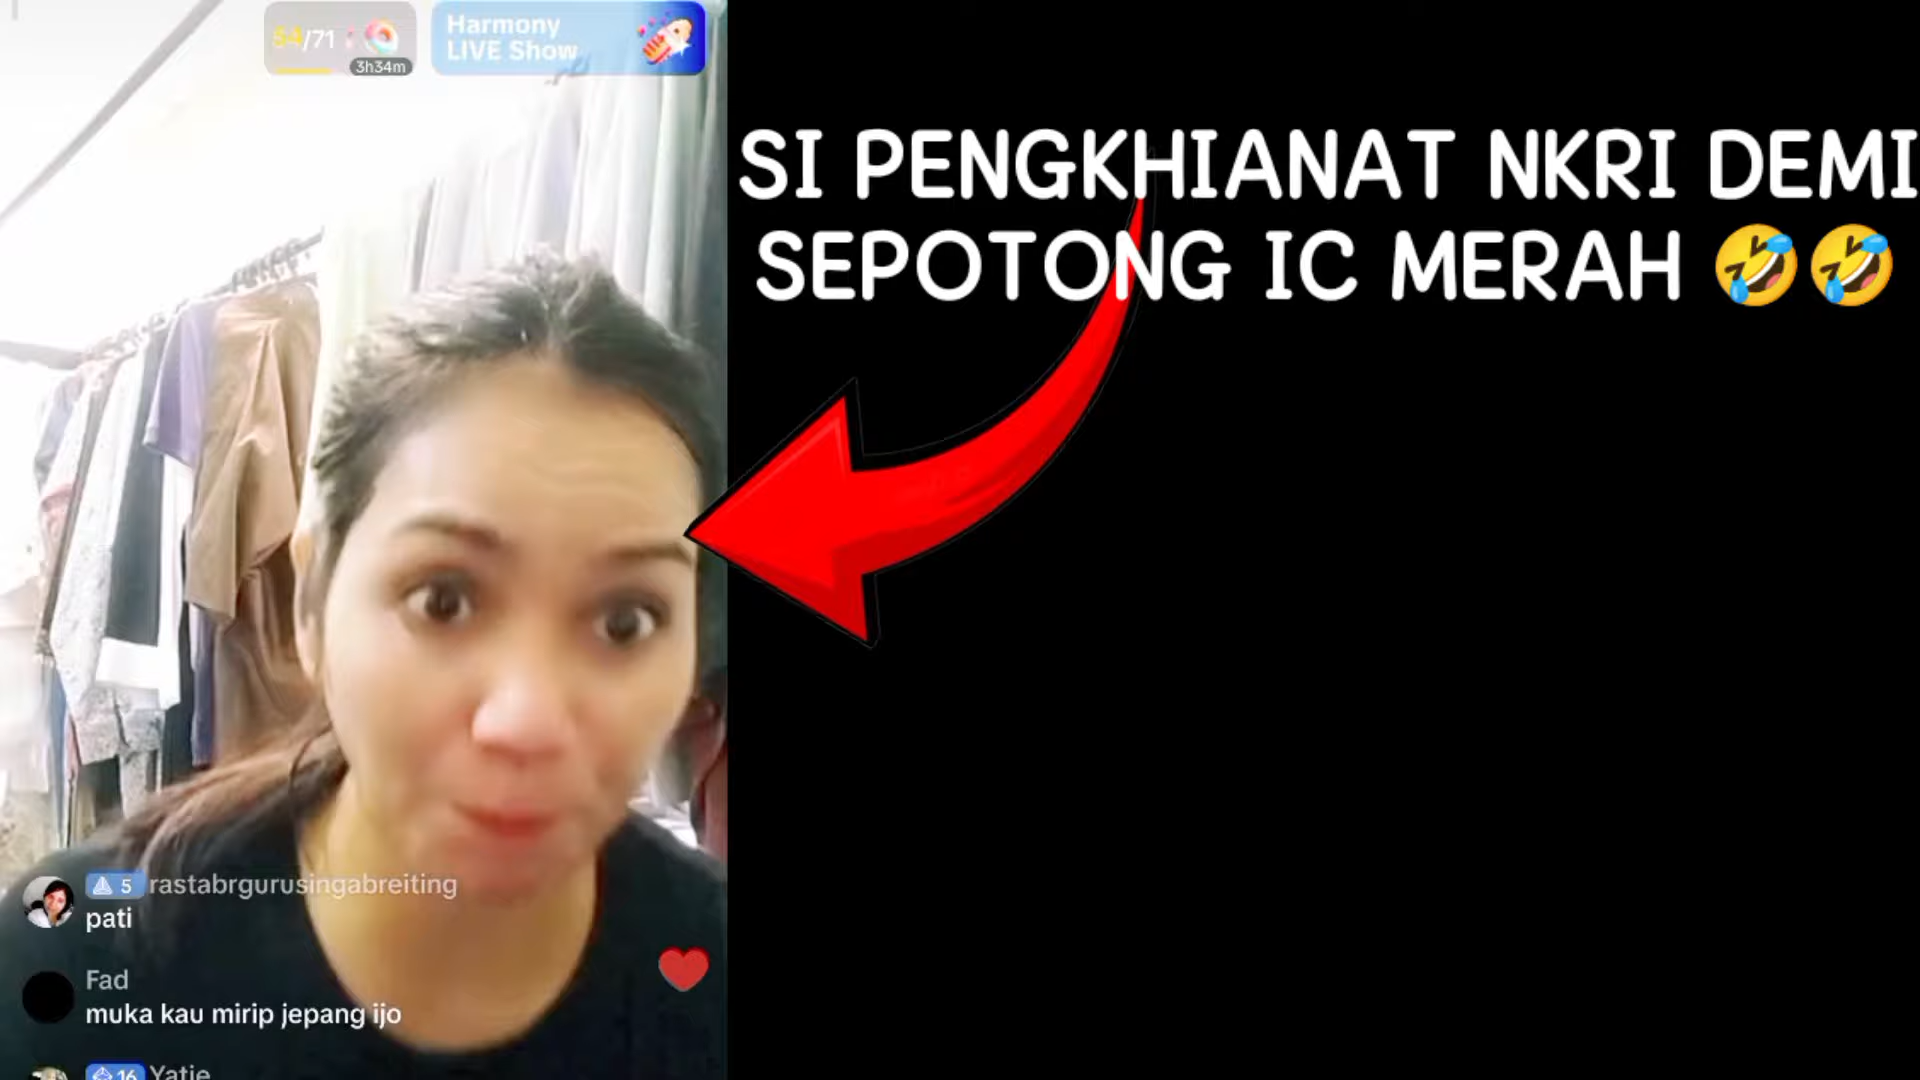 54/71
3h34m
Harmony
LIVE Show
SI PENGKHIANAT NKRI DEMI
SEPOTONG IC MERAH 🤣🤣
5 rastabrgurusingabreiting
pati
Fad
muka kau mirip jepang ijo
16 Yatie